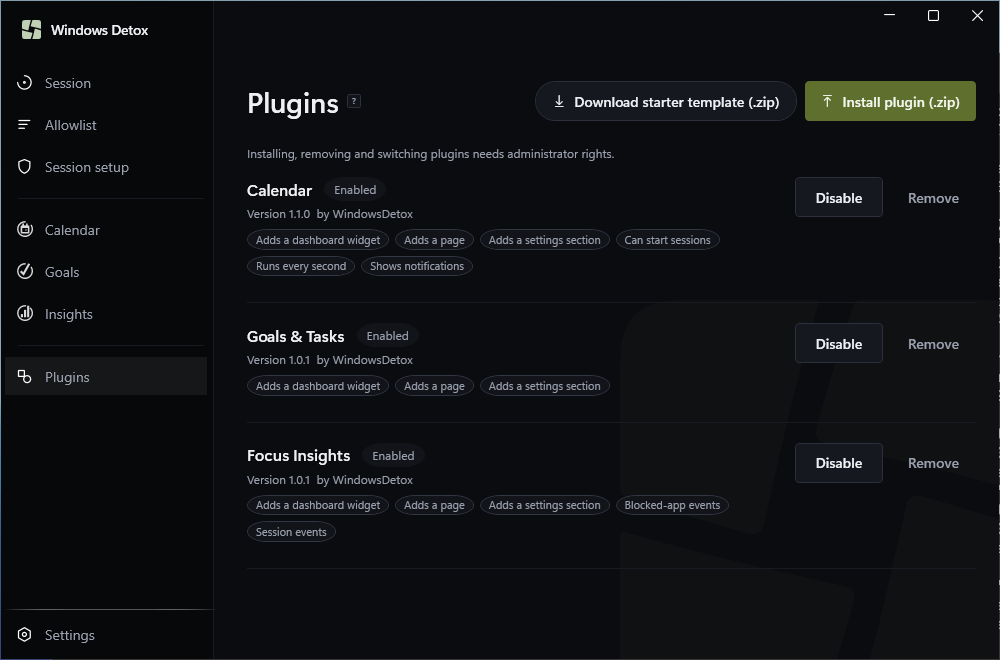 Windows Detox
Session
Allowlist
Session setup
Calendar
Goals
Insights
Plugins
Settings
Plugins ?
Download starter template (.zip)
Install plugin (.zip)
Installing, removing and switching plugins needs administrator rights.
Calendar Enabled
Version 1.1.0 by WindowsDetox
Adds a dashboard widget Adds a page Adds a settings section Can start sessions
Runs every second Shows notifications
Disable Remove
Goals & Tasks Enabled
Version 1.0.1 by WindowsDetox
Adds a dashboard widget Adds a page Adds a settings section
Disable Remove
Focus Insights Enabled
Version 1.0.1 by WindowsDetox
Adds a dashboard widget Adds a page Adds a settings section Blocked-app events
Session events
Disable Remove